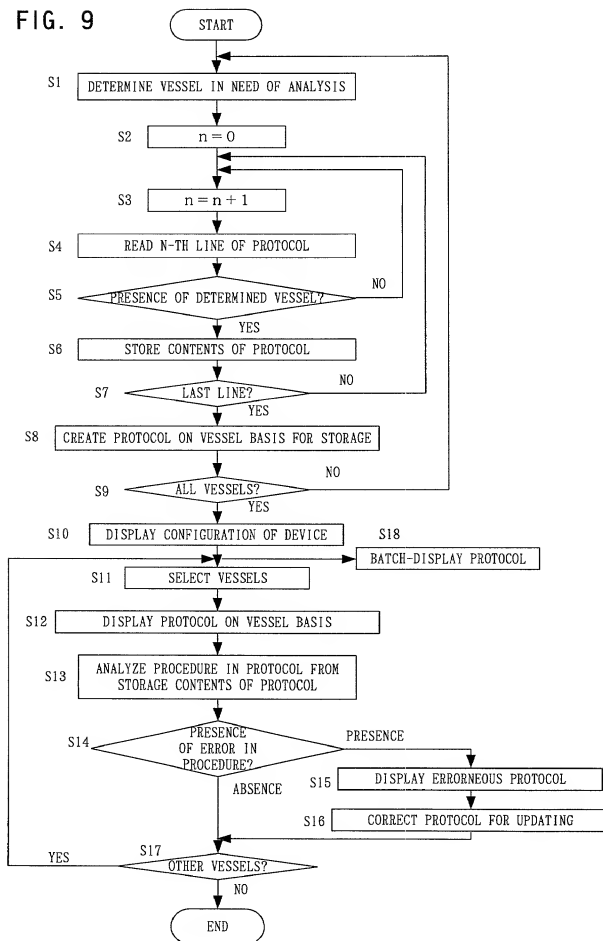 FIG. 9
START
S1
DETERMINE VESSEL IN NEED OF ANALYSIS
S2
n=0
S3
n=n+1
S4
READ N-TH LINE OF PROTOCOL
S5
PRESENCE OF DETERMINED VESSEL?
NO
YES
S6
STORE CONTENTS OF PROTOCOL
S7
LAST LINE?
NO
YES
S8
CREATE PROTOCOL ON VESSEL BASIS FOR STORAGE
S9
ALL VESSELS?
NO
YES
S10
DISPLAY CONFIGURATION OF DEVICE
S18
BATCH-DISPLAY PROTOCOL
S11
SELECT VESSELS
S12
DISPLAY PROTOCOL ON VESSEL BASIS
S13
ANALYZE PROCEDURE IN PROTOCOL FROM
STORAGE CONTENTS OF PROTOCOL
S14
PRESENCE
OF ERROR IN
PROCEDURE?
PRESENCE
ABSENCE
S15
DISPLAY ERRORNEOUS PROTOCOL
S16
CORRECT PROTOCOL FOR UPDATING
S17
OTHER VESSELS?
YES
NO
END